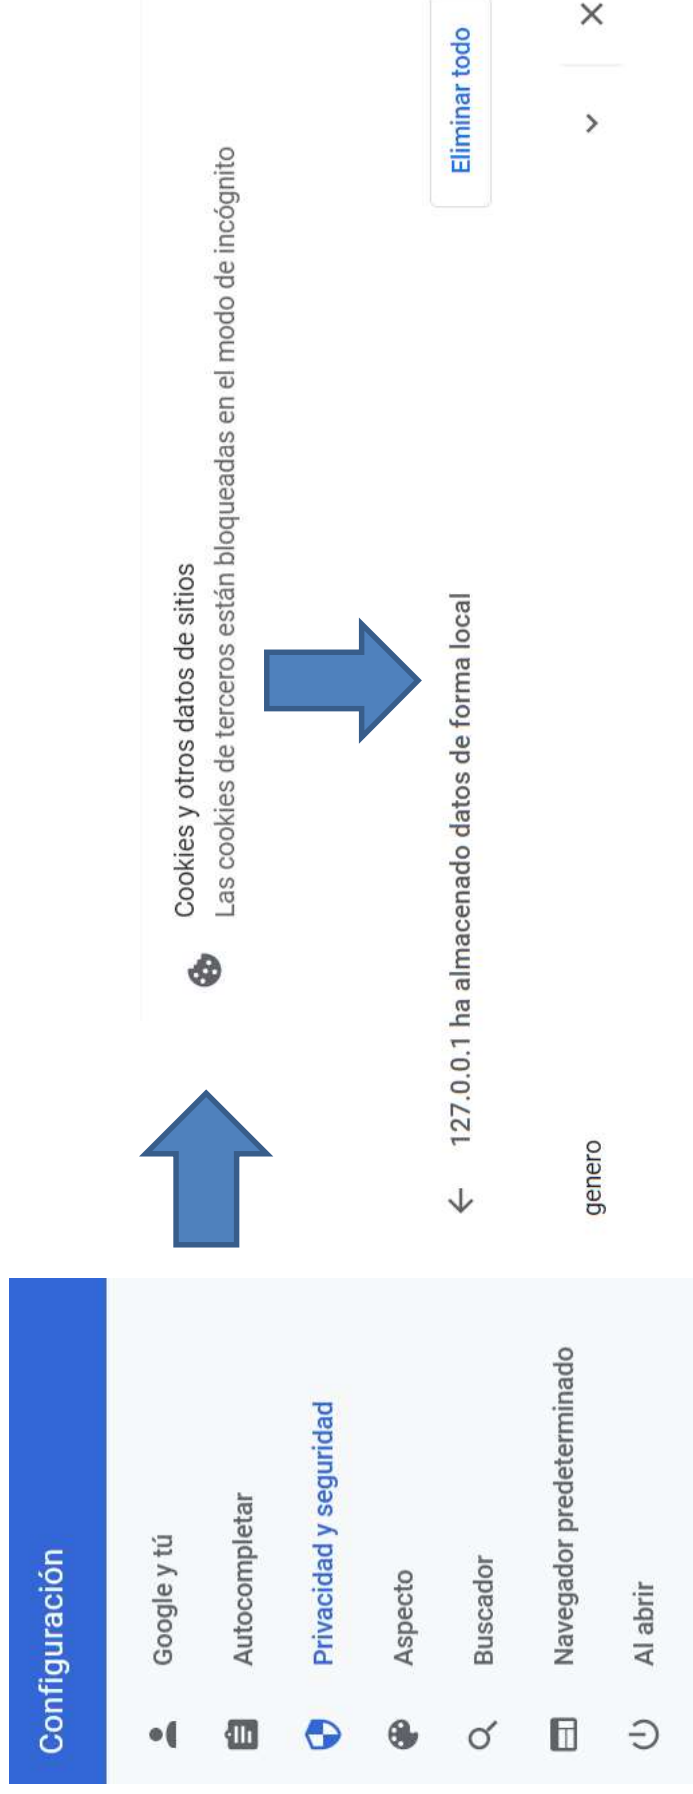 Configuración
Google y tú
Autocompletar
Privacidad y seguridad
Aspecto
Buscador
Navegador predeterminado
Al abrir
Cookies y otros datos de sitios
Las cookies de terceros están bloqueadas en el modo de incógnito
127.0.0.1 ha almacenado datos de forma local
Eliminar todo
genero